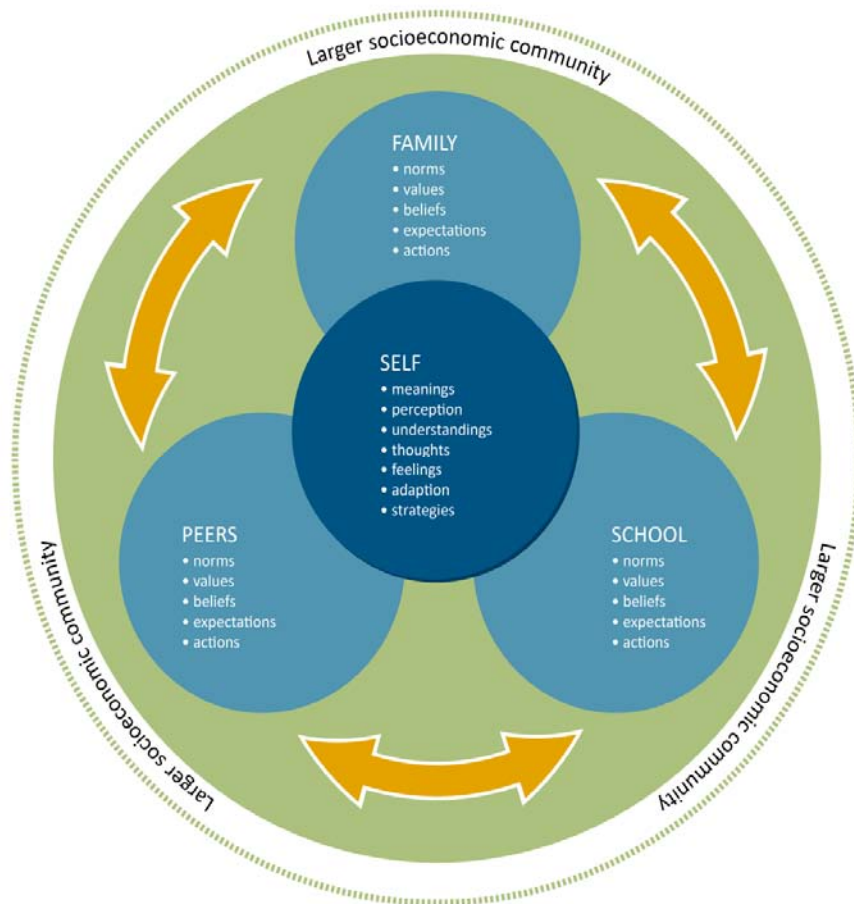 Larger socioeconomic community
FAMILY
• norms
• values
• beliefs
• expectations
• actions
SELF
• meanings
• perception
• understandings
• thoughts
• feelings
• adaption
• strategies
PEERS
• norms
• values
• beliefs
• expectations
• actions
SCHOOL
• norms
• values
• beliefs
• expectations
• actions
Larger socioeconomic community
Larger socioeconomic community